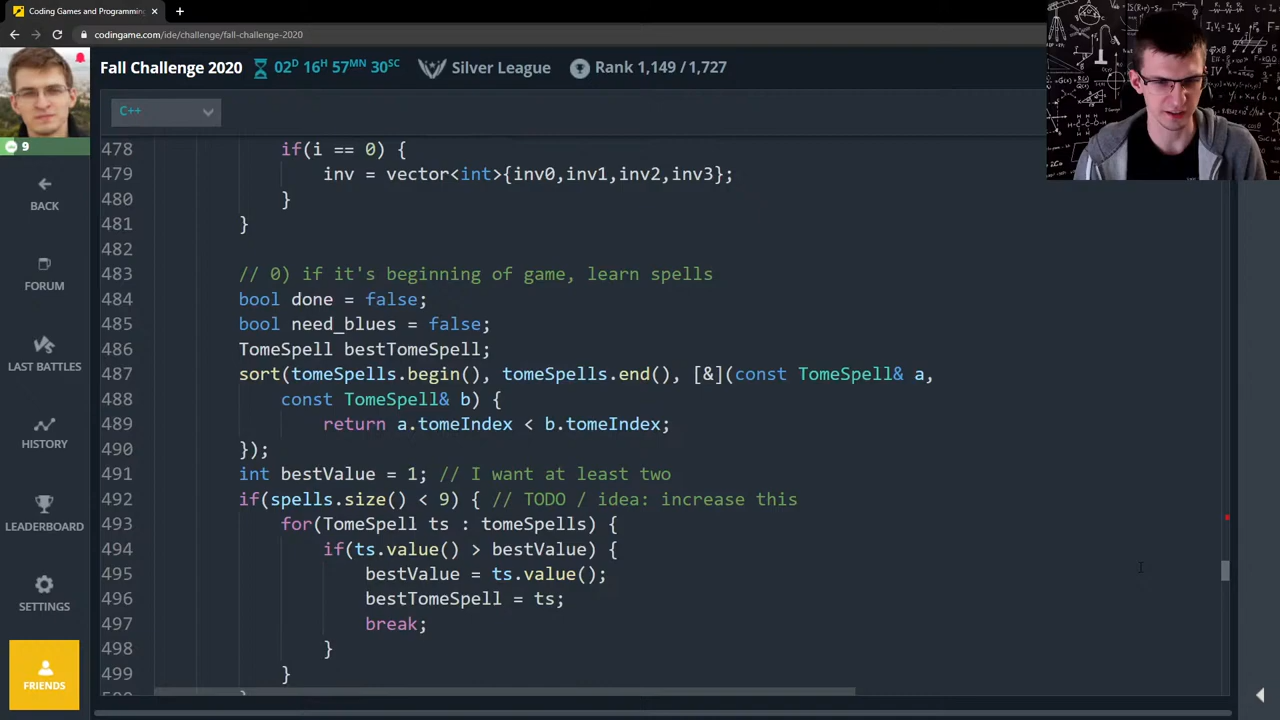 Coding Games and Programming
codingame.com/ide/challenge/fall-challenge-2020
Fall Challenge 2020
02D 16H 57MN 30SC
Silver League
Rank 1,149 / 1,727
C++
9
BACK
FORUM
LAST BATTLES
HISTORY
LEADERBOARD
SETTINGS
FRIENDS
478 if(i == 0) {
479 inv = vector<int>{inv0,inv1,inv2,inv3};
480 }
481 }
482
483 // 0) if it's beginning of game, learn spells
484 bool done = false;
485 bool need_blues = false;
486 TomeSpell bestTomeSpell;
487 sort(tomeSpells.begin(), tomeSpells.end(), [&](const TomeSpell& a,
488 const TomeSpell& b) {
489 return a.tomeIndex < b.tomeIndex;
490 });
491 int bestValue = 1; // I want at least two
492 if(spells.size() < 9) { // TODO / idea: increase this
493 for(TomeSpell ts : tomeSpells) {
494 if(ts.value() > bestValue) {
495 bestValue = ts.value();
496 bestTomeSpell = ts;
497 break;
498 }
499 }